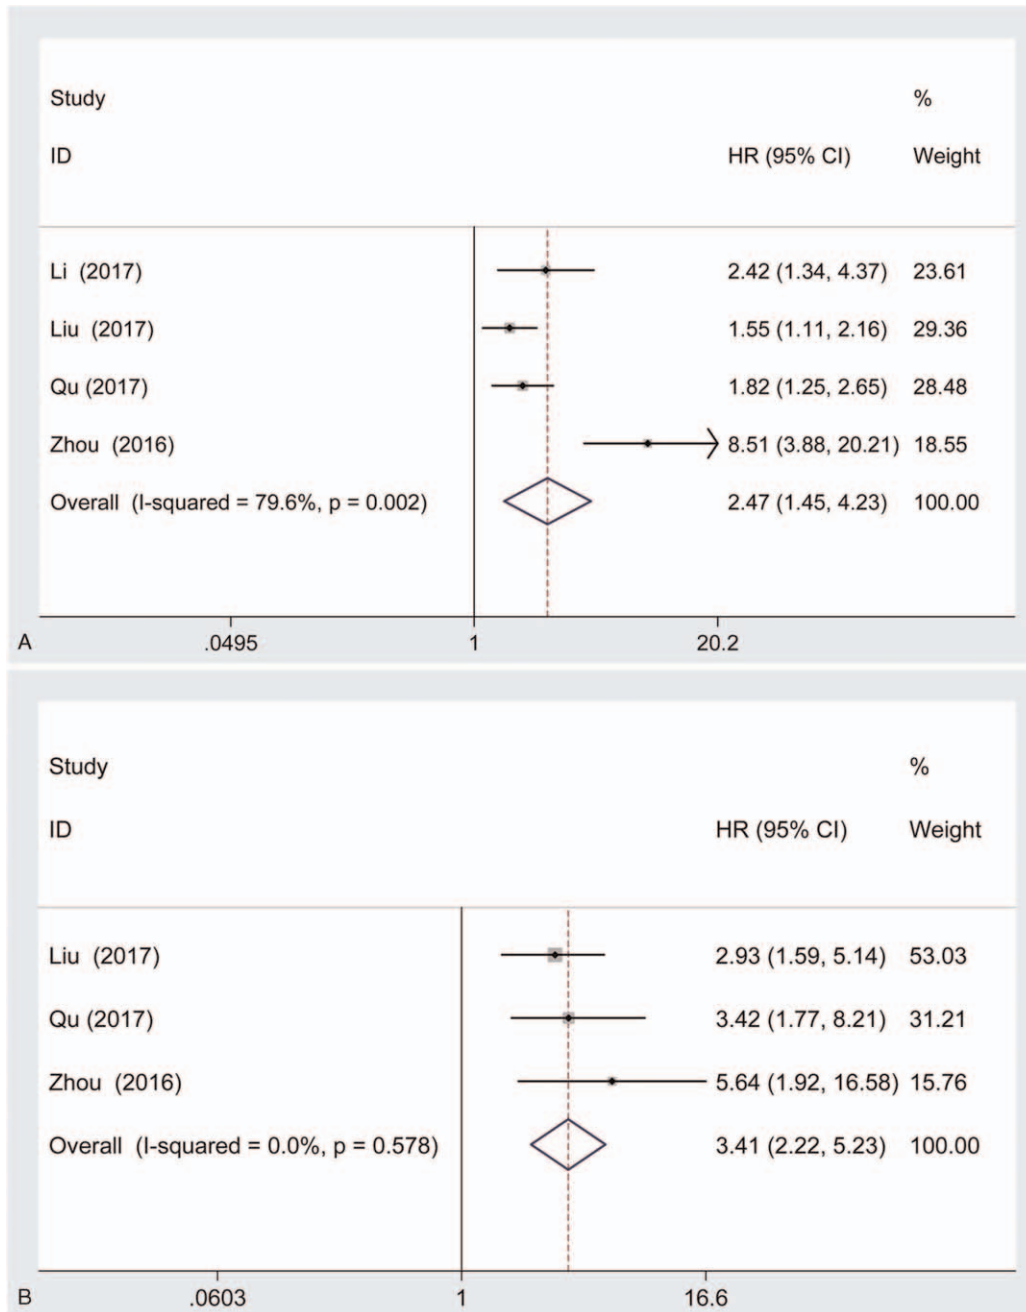 Study %
ID HR (95% CI) Weight
Li (2017) 2.42 (1.34, 4.37) 23.61
Liu (2017) 1.55 (1.11, 2.16) 29.36
Qu (2017) 1.82 (1.25, 2.65) 28.48
Zhou (2016) 8.51 (3.88, 20.21) 18.55
Overall (I-squared = 79.6%, p = 0.002) 2.47 (1.45, 4.23) 100.00
A .0495 1 20.2
Study %
ID HR (95% CI) Weight
Liu (2017) 2.93 (1.59, 5.14) 53.03
Qu (2017) 3.42 (1.77, 8.21) 31.21
Zhou (2016) 5.64 (1.92, 16.58) 15.76
Overall (I-squared = 0.0%, p = 0.578) 3.41 (2.22, 5.23) 100.00
B .0603 1 16.6